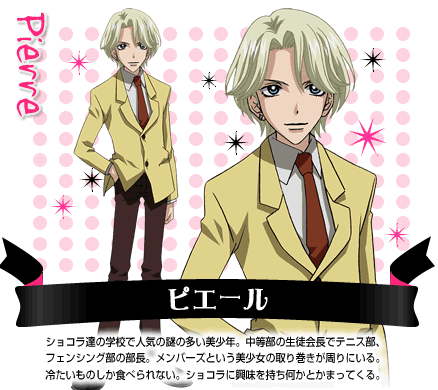 Pierre
ピエール
ショコラ達の学校で人気の謎の多い美少年。中等部の生徒会長でテニス部、
フェンシング部の部長。メンバーズという美少女の取り巻きが周りにいる。
冷たいものしか食べられない。ショコラに興味を持ち何かとかまってくる。